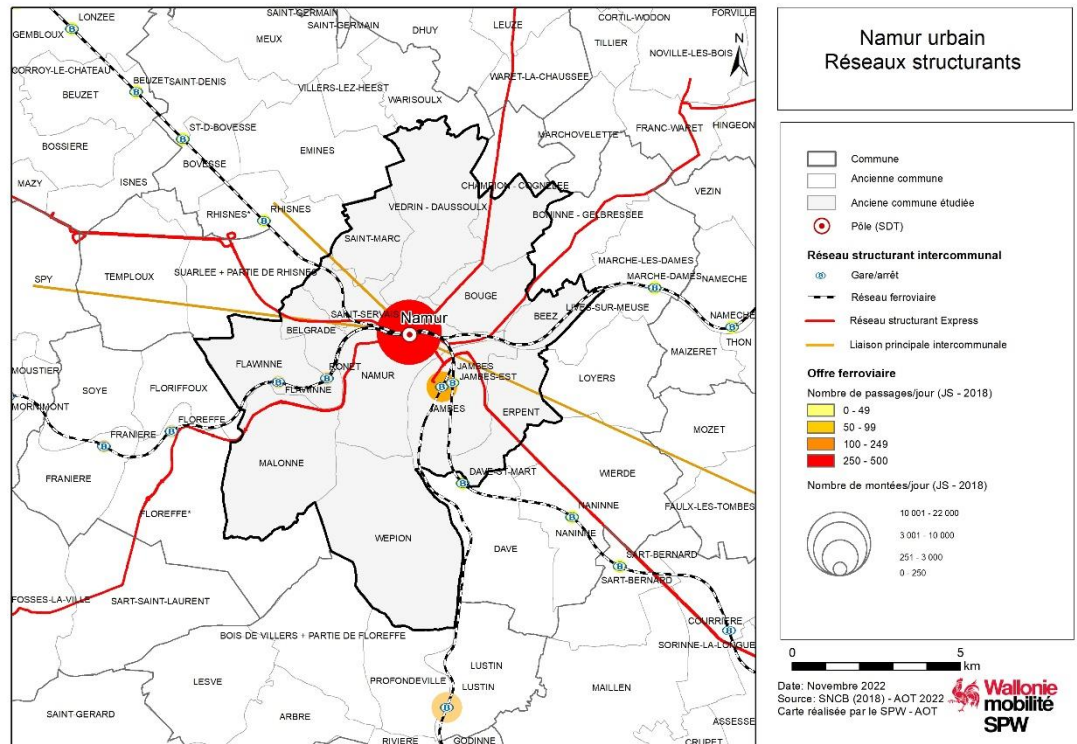 LONZEE
GEMBLOUX
SAINT-GERMAIN
MEUX
SAINT-GERMAIN
DHUY
LEUZE
CORTIL-WODON
FORVILLE
TILLIER
NOVILLE-LES-BOIS
N
CORROY-LE-CHATEAU
BEUZET
BEUZET
SAINT-DENIS
VILLERS-LEZ-HEEST
WARISOULX
WARET-LA-CHAUSSEE
BOSSIERE
ST-D-BOVESSE
BOVESSE
EMINES
MARCHOVELETTE
FRANC-WARET
HINGEON
MAZY
ISNES
RHISNES*
RHISNES
VEDRIN - DAUSSOULX
CHAMPION - COGNELEE
VEZIN
BONINNE - GELBRESSEE
SAINT-MARC
SPY
TEMPLOUX
SUARLEE + PARTIE DE RHISNES
MARCHE-LES-DAMES
MARCHE-DAMES
NAMECHE
BOUGE
LIVES-SUR-MEUSE
BEEZ
NAMECHE
THON
SAINT-SERVAIS
Namur
BELGRADE
MAIZERET
MOUSTIER
SOYE
FLORIFFOUX
FLAWNNE
FLAWINNE
RONET
NAMUR
JAMBES
JAMBES-EST
JAMBES
LOYERS
MORNIMONT
FRANIERE
FLOREFFE
ERPENT
MOZET
FRANIERE
MALONNE
DAVE-ST-MART
WIERDE
FAULX-LES-TOMBES
FLOREFFE*
WEPION
DAVE
NANINNE
NANINNE
SART-BERNARD
SART-BERNARD
FOSSES-LA-VILLE
SART-SAINT-LAURENT
COURRIERE
SORINNE-LA-LONGUE
BOIS DE VILLERS + PARTIE DE FLOREFFE
LESVE
PROFONDEVILLE
LUSTIN
LUSTIN
MAILLEN
SAINT GERARD
ARBRE
RIVIERE
GODINNE
ASSESSE
CRUPET
Namur urbain
Réseaux structurants
Commune
Ancienne commune
Anciene commune étudiée
Pôle (SDT)
Réseau structurant intercommunal
Gare/arrêt
Réseau ferroviaire
Réseau structurant Express
Liaison principale intercommunale
Offre ferroviaire
Nombre de passages/jour (JS - 2018)
0 - 49
50 - 99
100 - 249
250 - 500
Nombre de montées/jour (JS - 2018)
10 001 - 22 000
3 001 - 10 000
251 - 3 000
0 - 250
0 5
km
Date: Novembre 2022
Source: SNCB (2018) - AOT 2022
Carte réalisée par le SPW - AOT
Wallonie
mobilité
SPW